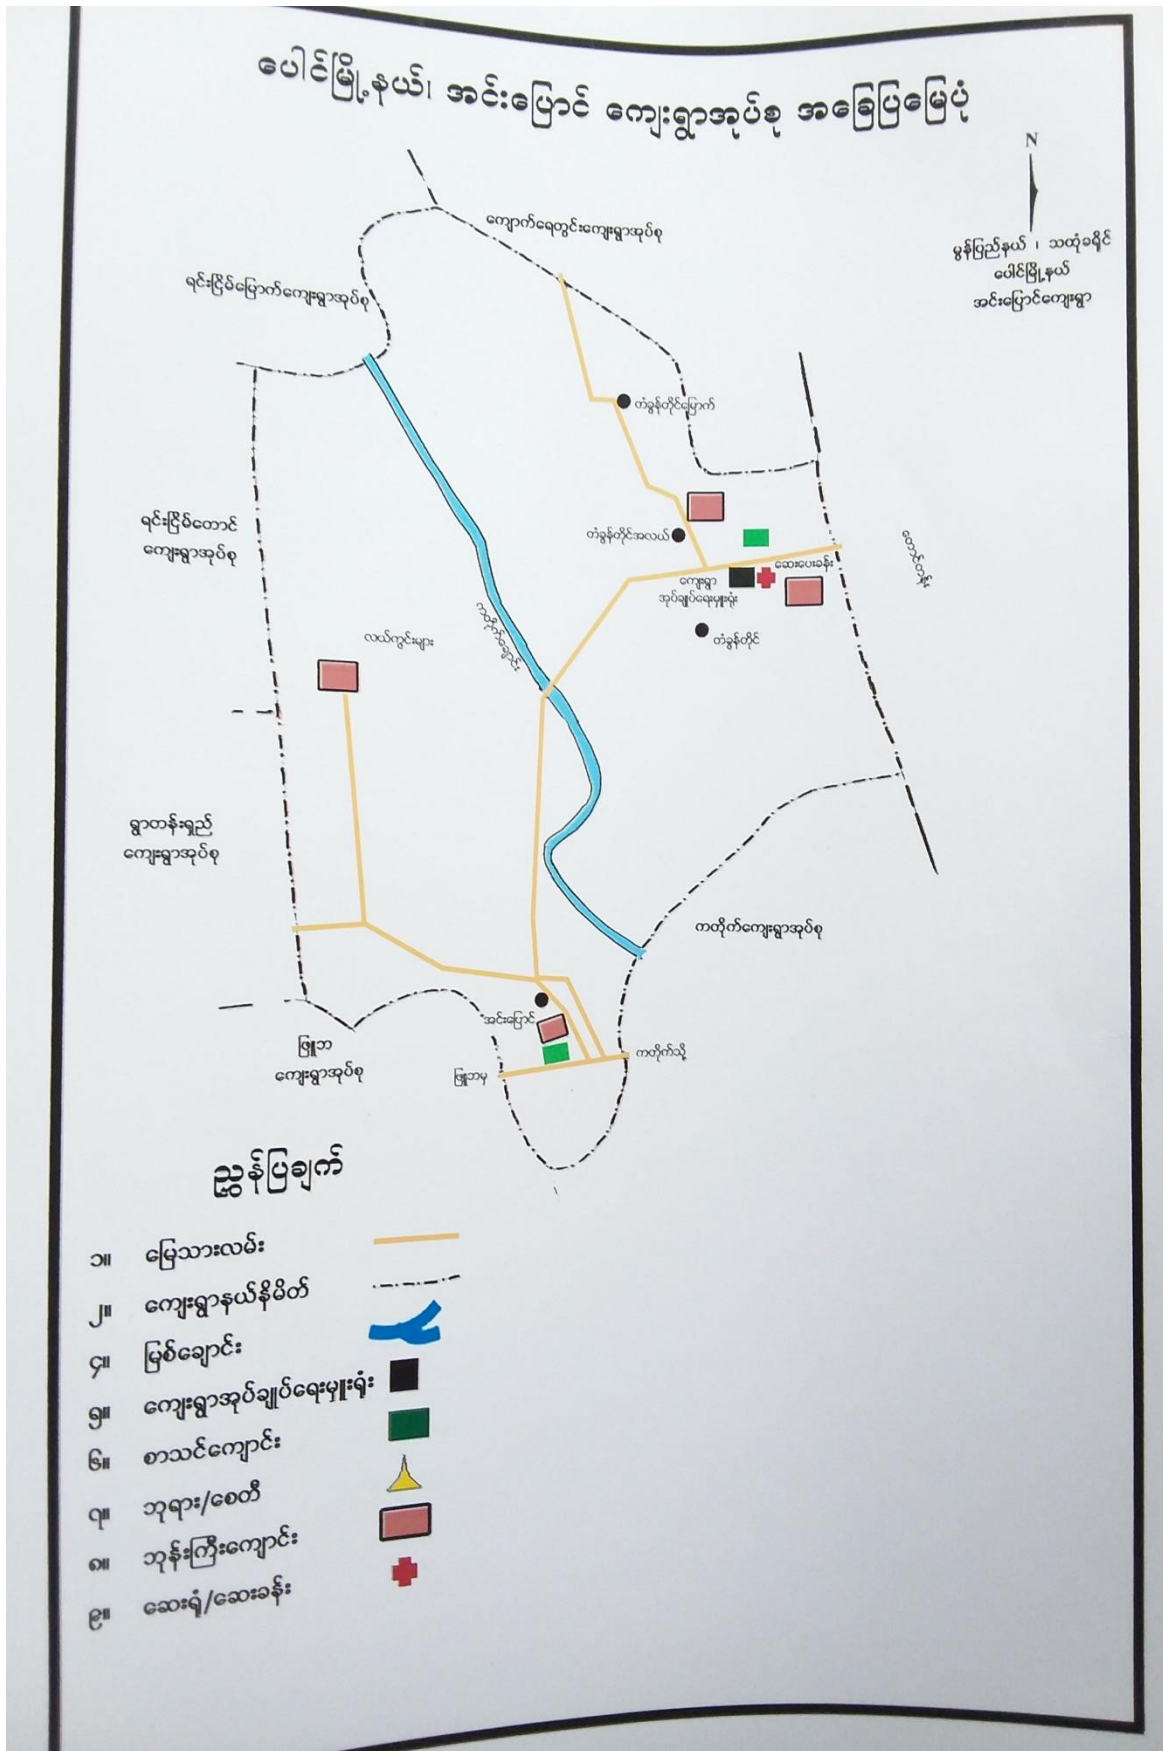 ပေါင်မြို့နယ်၊ အင်းပြောင် ကျေးရွာအုပ်စု အခြေပြမြေပုံ
N
မွန်ပြည်နယ် ၊ သထုံခရိုင်
ပေါင်မြို့နယ်
အင်းပြောင်ကျေးရွာ
ကျောက်ရေတွင်းကျေးရွာအုပ်စု
ရင်းငြိမ်မြောက်ကျေးရွာအုပ်စု
တံခွန်တိုင်မြောက်
ရင်းငြိမ်တောင်
ကျေးရွာအုပ်စု
တံခွန်တိုင်အလယ်
တောင်တန်း
ဆေးပေးခန်း
ကျေးရွာ
အုပ်ချုပ်ရေးမှူးရုံး
တံခွန်တိုင်
ကတိုက်ချောင်း
လယ်ကွင်းများ
ရွာတန်းရှည်
ကျေးရွာအုပ်စု
ကတိုက်ကျေးရွာအုပ်စု
အင်းပြောင်
ဖြူဘ
ကျေးရွာအုပ်စု
ဖြူဘမှ
ကတိုက်သို့
ညွှန်ပြချက်
၁။ မြေသားလမ်း
၂။ ကျေးရွာနယ်နိမိတ်
၄။ မြစ်ချောင်း
၅။ ကျေးရွာအုပ်ချုပ်ရေးမှူးရုံး
၆။ စာသင်ကျောင်း
၇။ ဘုရား/စေတီ
၈။ ဘုန်းကြီးကျောင်း
၉။ ဆေးရုံ/ဆေးခန်း